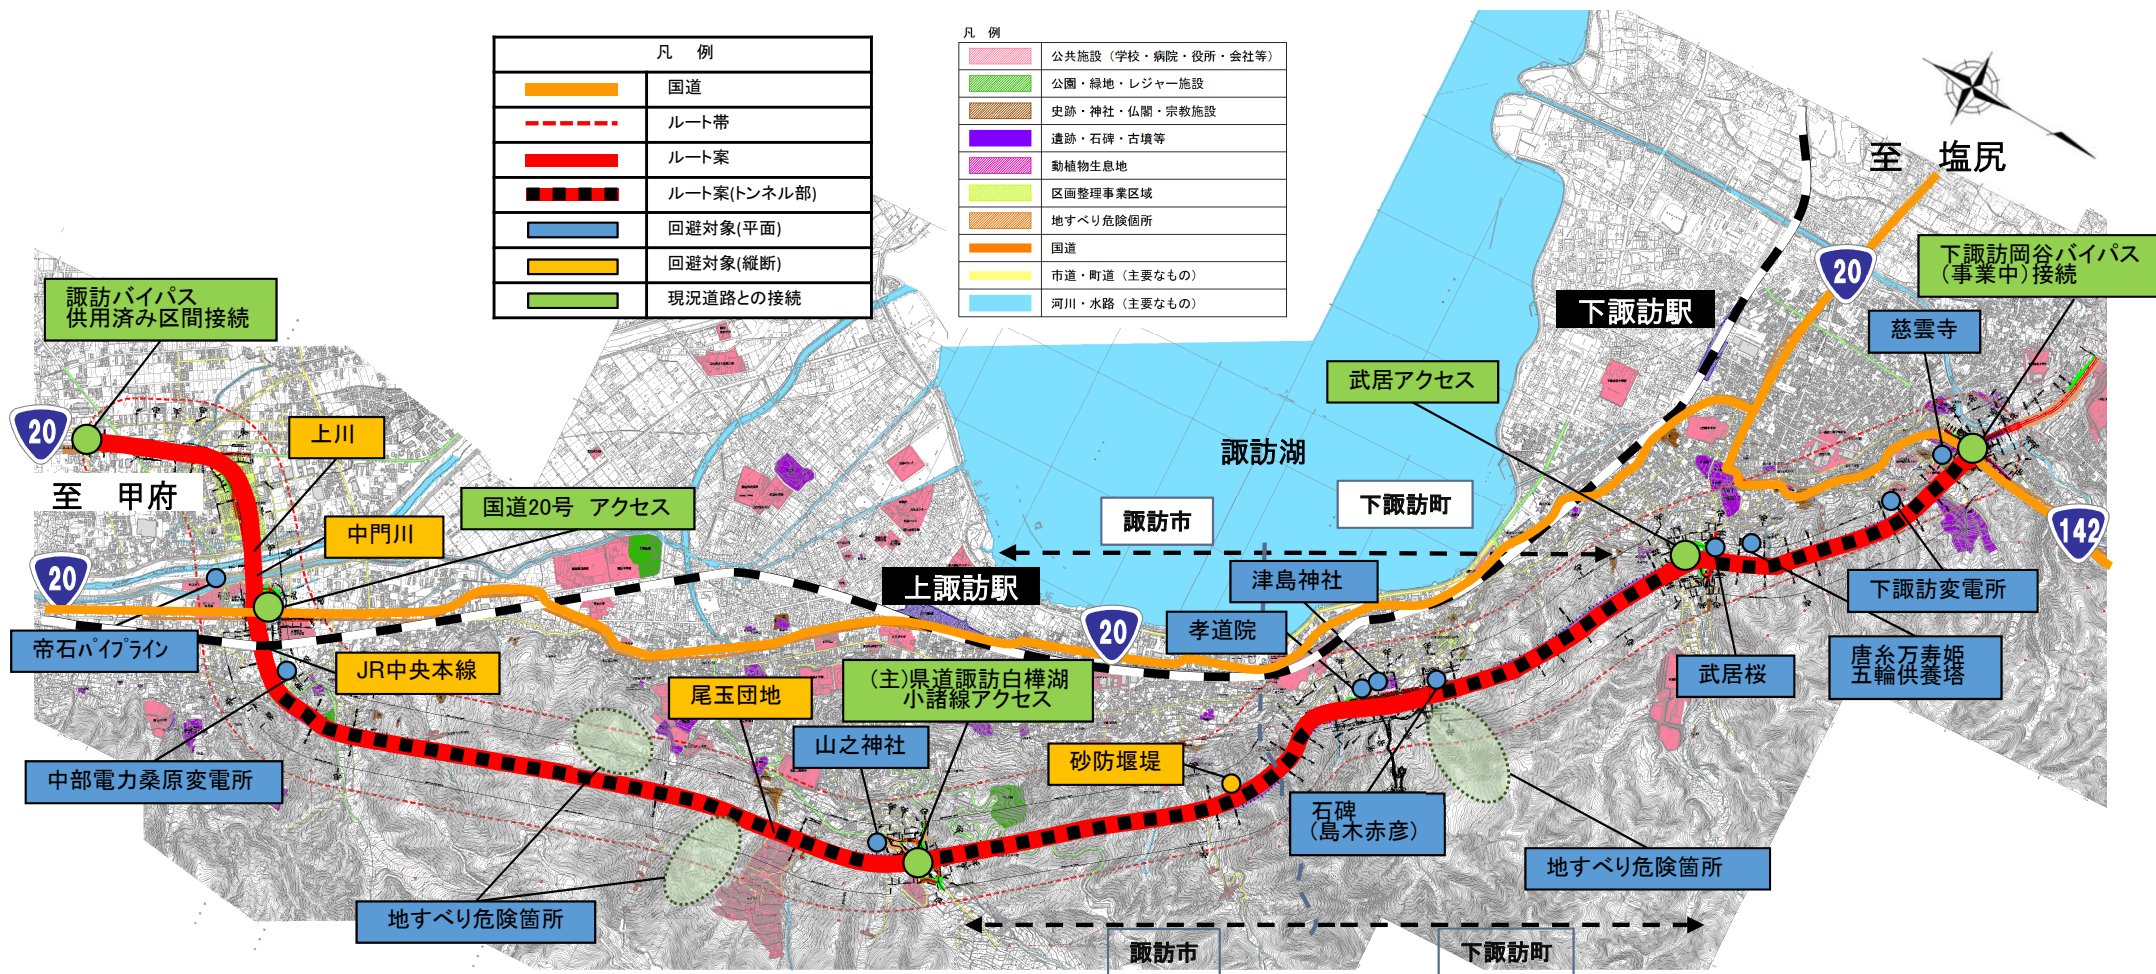 凡 例
国道
ルート帯
ルート案
ルート案(トンネル部)
回避対象(平面)
回避対象(縦断)
現況道路との接続
凡 例
公共施設（学校・病院・役所・会社等）
公園・緑地・レジャー施設
史跡・神社・仏閣・宗教施設
遺跡・石碑・古墳等
動植物生息地
区画整理事業区域
地すべり危険個所
国道
市道・町道（主要なもの）
河川・水路（主要なもの）
至 塩尻
20
下諏訪岡谷バイパス
（事業中）接続
諏訪バイパス
供用済み区間接続
下諏訪駅
慈雲寺
武居アクセス
20
上川
諏訪湖
至 甲府
国道20号 アクセス
下諏訪町
諏訪市
中門川
142
20
上諏訪駅
津島神社
下諏訪変電所
20
孝道院
帝石パイプライン
JR中央本線
(主)県道諏訪白樺湖
小諸線アクセス
武居桜
唐糸万寿姫
五輪供養塔
尾玉団地
山之神社
砂防堰堤
中部電力桑原変電所
石碑
（島木赤彦）
地すべり危険箇所
地すべり危険箇所
諏訪市
下諏訪町